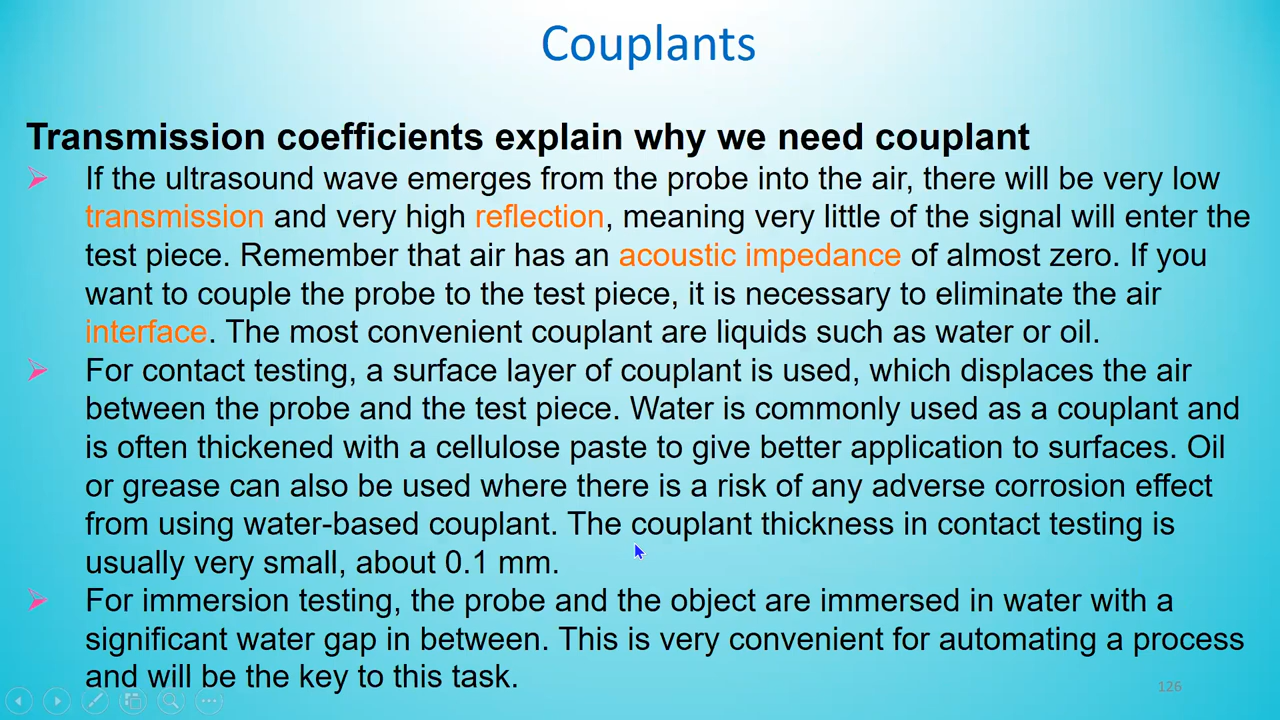 Couplants
Transmission coefficients explain why we need couplant
If the ultrasound wave emerges from the probe into the air, there will be very low
transmission and very high reflection, meaning very little of the signal will enter the
test piece. Remember that air has an acoustic impedance of almost zero. If you
want to couple the probe to the test piece, it is necessary to eliminate the air
interface. The most convenient couplant are liquids such as water or oil.
For contact testing, a surface layer of couplant is used, which displaces the air
between the probe and the test piece. Water is commonly used as a couplant and
is often thickened with a cellulose paste to give better application to surfaces. Oil
or grease can also be used where there is a risk of any adverse corrosion effect
from using water-based couplant. The couplant thickness in contact testing is
usually very small, about 0.1 mm.
For immersion testing, the probe and the object are immersed in water with a
significant water gap in between. This is very convenient for automating a process
and will be the key to this task.
126